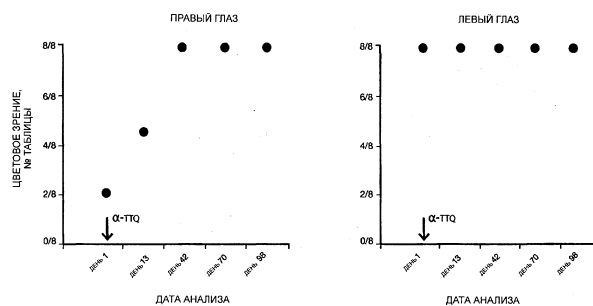 ПРАВЫЙ ГЛАЗ
ЦВЕТОВОЕ ЗРЕНИЕ,
№ ТАБЛИЦЫ
8/8
6/8
4/8
2/8
0/8
α-TTQ
ДЕНЬ 1
ДЕНЬ 13
ДЕНЬ 42
ДЕНЬ 70
ДЕНЬ 98
ДАТА АНАЛИЗА
ЛЕВЫЙ ГЛАЗ
8/8
6/8
4/8
2/8
0/8
α-TTQ
ДЕНЬ 1
ДЕНЬ 13
ДЕНЬ 42
ДЕНЬ 70
ДЕНЬ 98
ДАТА АНАЛИЗА